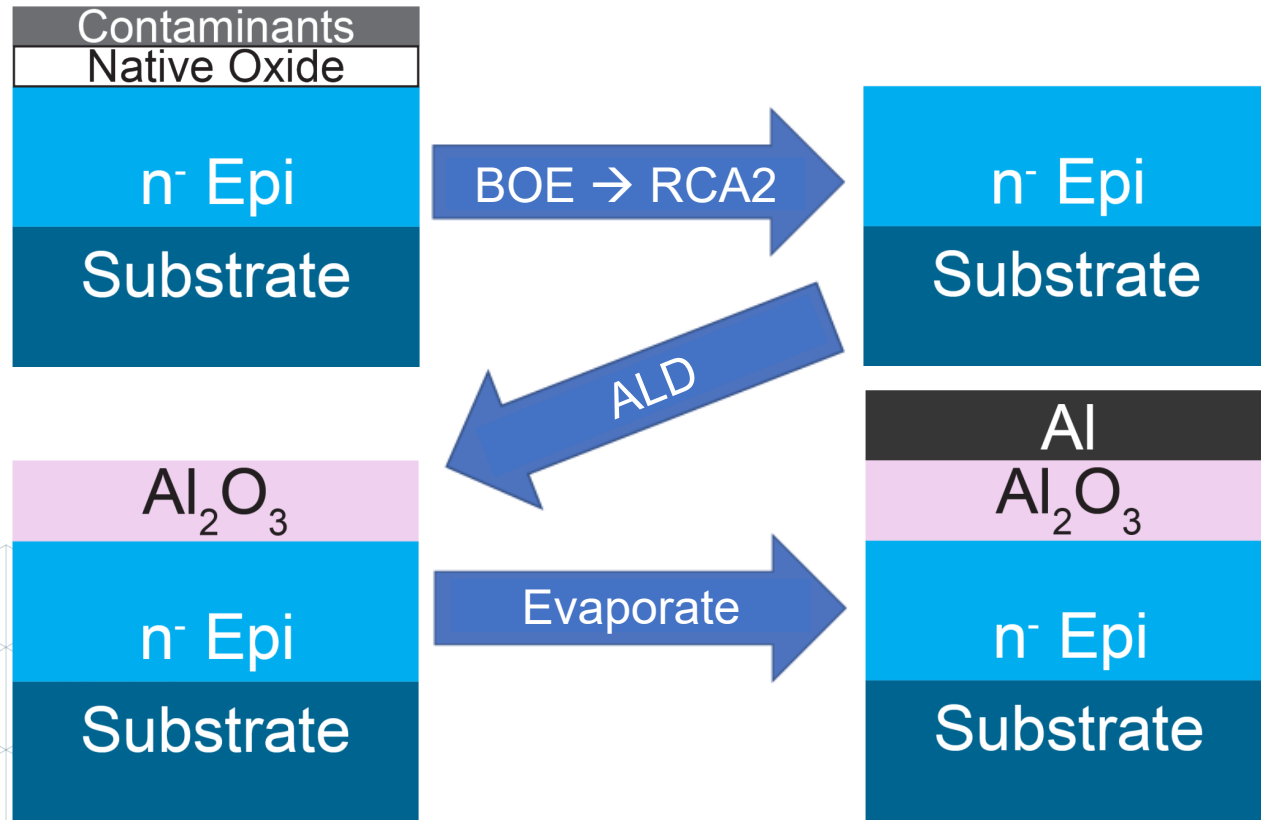 Contaminants
Native Oxide
n⁻ Epi
Substrate
BOE → RCA2
n⁻ Epi
Substrate
ALD
Al₂O₃
n⁻ Epi
Substrate
Evaporate
Al
Al₂O₃
n⁻ Epi
Substrate